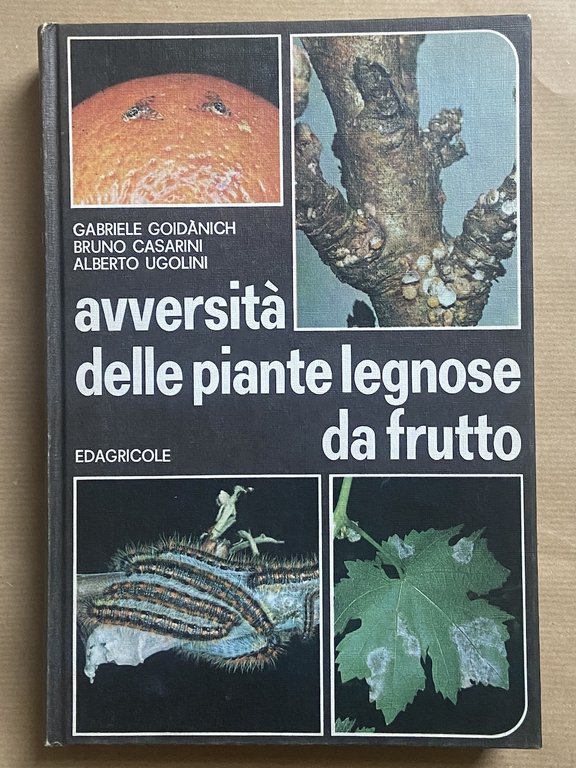 GABRIELE GOIDÀNICH
BRUNO CASARINI
ALBERTO UGOLINI
avversità
delle piante legnose
da frutto
EDAGRICOLE